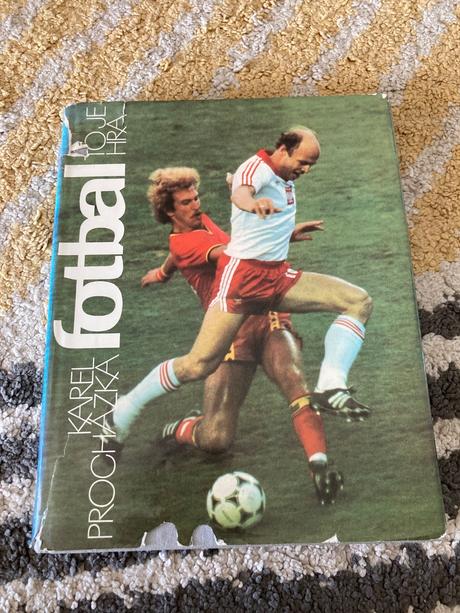 KAREL
PROCHÁZKA
fotbal
TO JE
HRA...